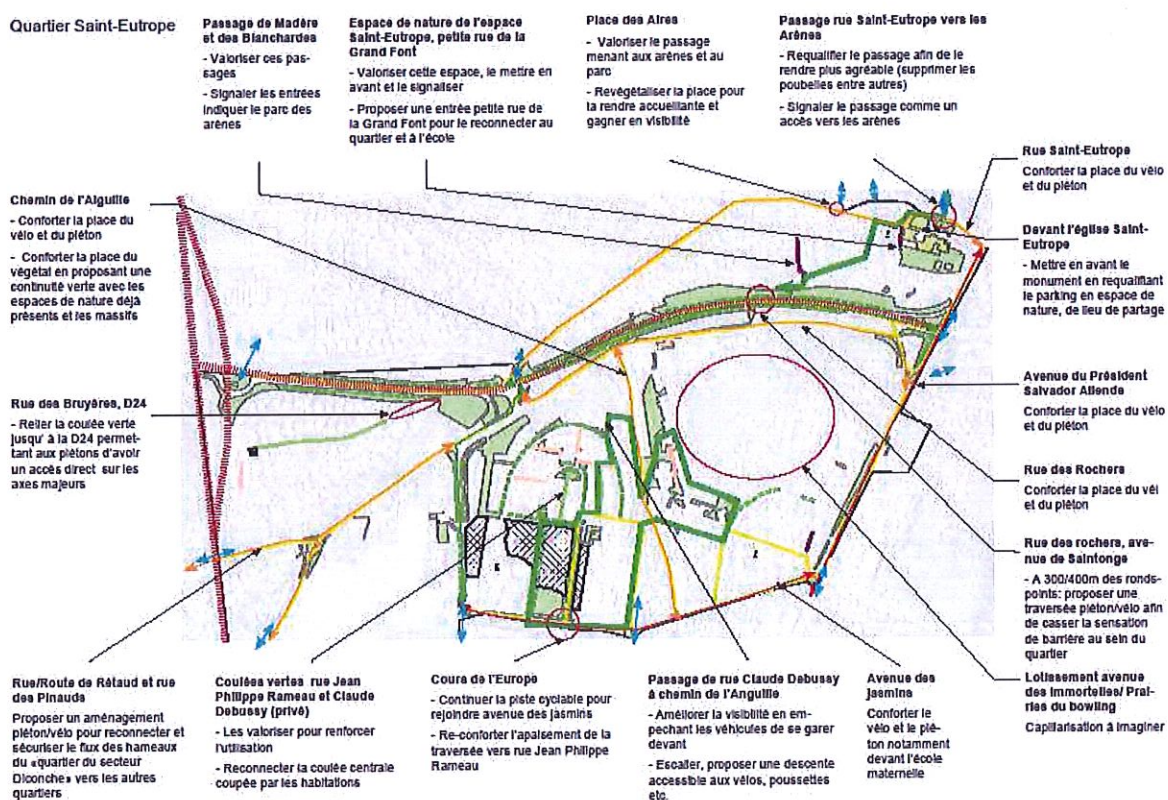 Quartier Saint-Eutrope
Passage de Madère
et des Blanchardes
- Valoriser ces pas-
sages
- Signaler les entrées
indiquer le parc des
arènes
Espace de nature de l'espace
Saint-Eutrope, petite rue de la
Grand Font
- Valoriser cette espace, le mettre en
avant et le signaliser
- Proposer une entrée petite rue de
la Grand Font pour le reconnecter au
quartier et à l'école
Place des Aires
- Valoriser le passage
menant aux arènes et au
parc
- Revégétaliser la place pour
la rendre accueillante et
gagner en visibilité
Passage rue Saint-Eutrope vers les
Arènes
- Requalifier le passage afin de le
rendre plus agréable (supprimer les
poubelles entre autres)
- Signaler le passage comme un
accès vers les arènes
Rue Saint-Eutrope
Conforter la place du vélo
et du piéton
Devant l'église Saint-
Eutrope
- Mettre en avant le
monument en requalifiant
le parking en espace de
nature, de lieu de partage
Avenue du Président
Salvador Allende
Conforter la place du vélo
et du piéton
Rue des Rochers
Conforter la place du vél
et du piéton
Rue des rochers, ave-
nue de Saintonge
- A 300/400m des ronds-
points: proposer une
traversée piéton/vélo afin
de casser la sensation
de barrière au sein du
quartier
Lotissement avenue
des Immortelles/ Prai-
ries du bowling
Capillarisation à imaginer
Chemin de l'Aiguille
- Conforter la place du
vélo et du piéton
- Conforter la place du
végétal en proposant une
continuité verte avec les
espaces de nature déjà
présents et les massifs
Rue des Bruyères, D24
- Relier la coulée verte
jusqu' à la D24 permet-
tant aux piétons d'avoir
un accès direct sur les
axes majeurs
Rue/Route de Rétaud et rue
des Pinauds
Proposer un aménagement
piéton/vélo pour reconnecter et
sécuriser le flux des hameaux
du «quartier du secteur
Diconche» vers les autres
quartiers
Coulées vertes rue Jean
Philippe Rameau et Claude
Debussy (privé)
- Les valoriser pour renforcer
l'utilisation
- Reconnecter la coulée centrale
coupée par les habitations
Cours de l'Europe
- Continuer la piste cyclable pour
rejoindre avenue des jasmins
- Re-conforter l'apaisement de la
traversée vers rue Jean Philippe
Rameau
Passage de rue Claude Debussy
à chemin de l'Anguille
- Améliorer la visibilité en em-
pechant les véhicules de se garer
devant
- Escalier, proposer une descente
accessible aux vélos, poussettes
etc.
Avenue des
jasmins
Conforter le
vélo et le pié-
ton notamment
devant l'école
maternelle